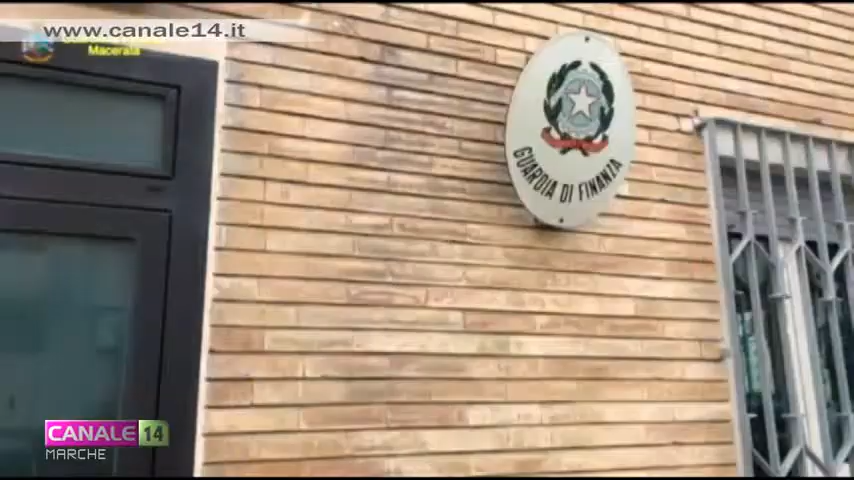 www.canale14.it
Macerata
GUARDIA DI FINANZA
CANALE 14
MARCHE